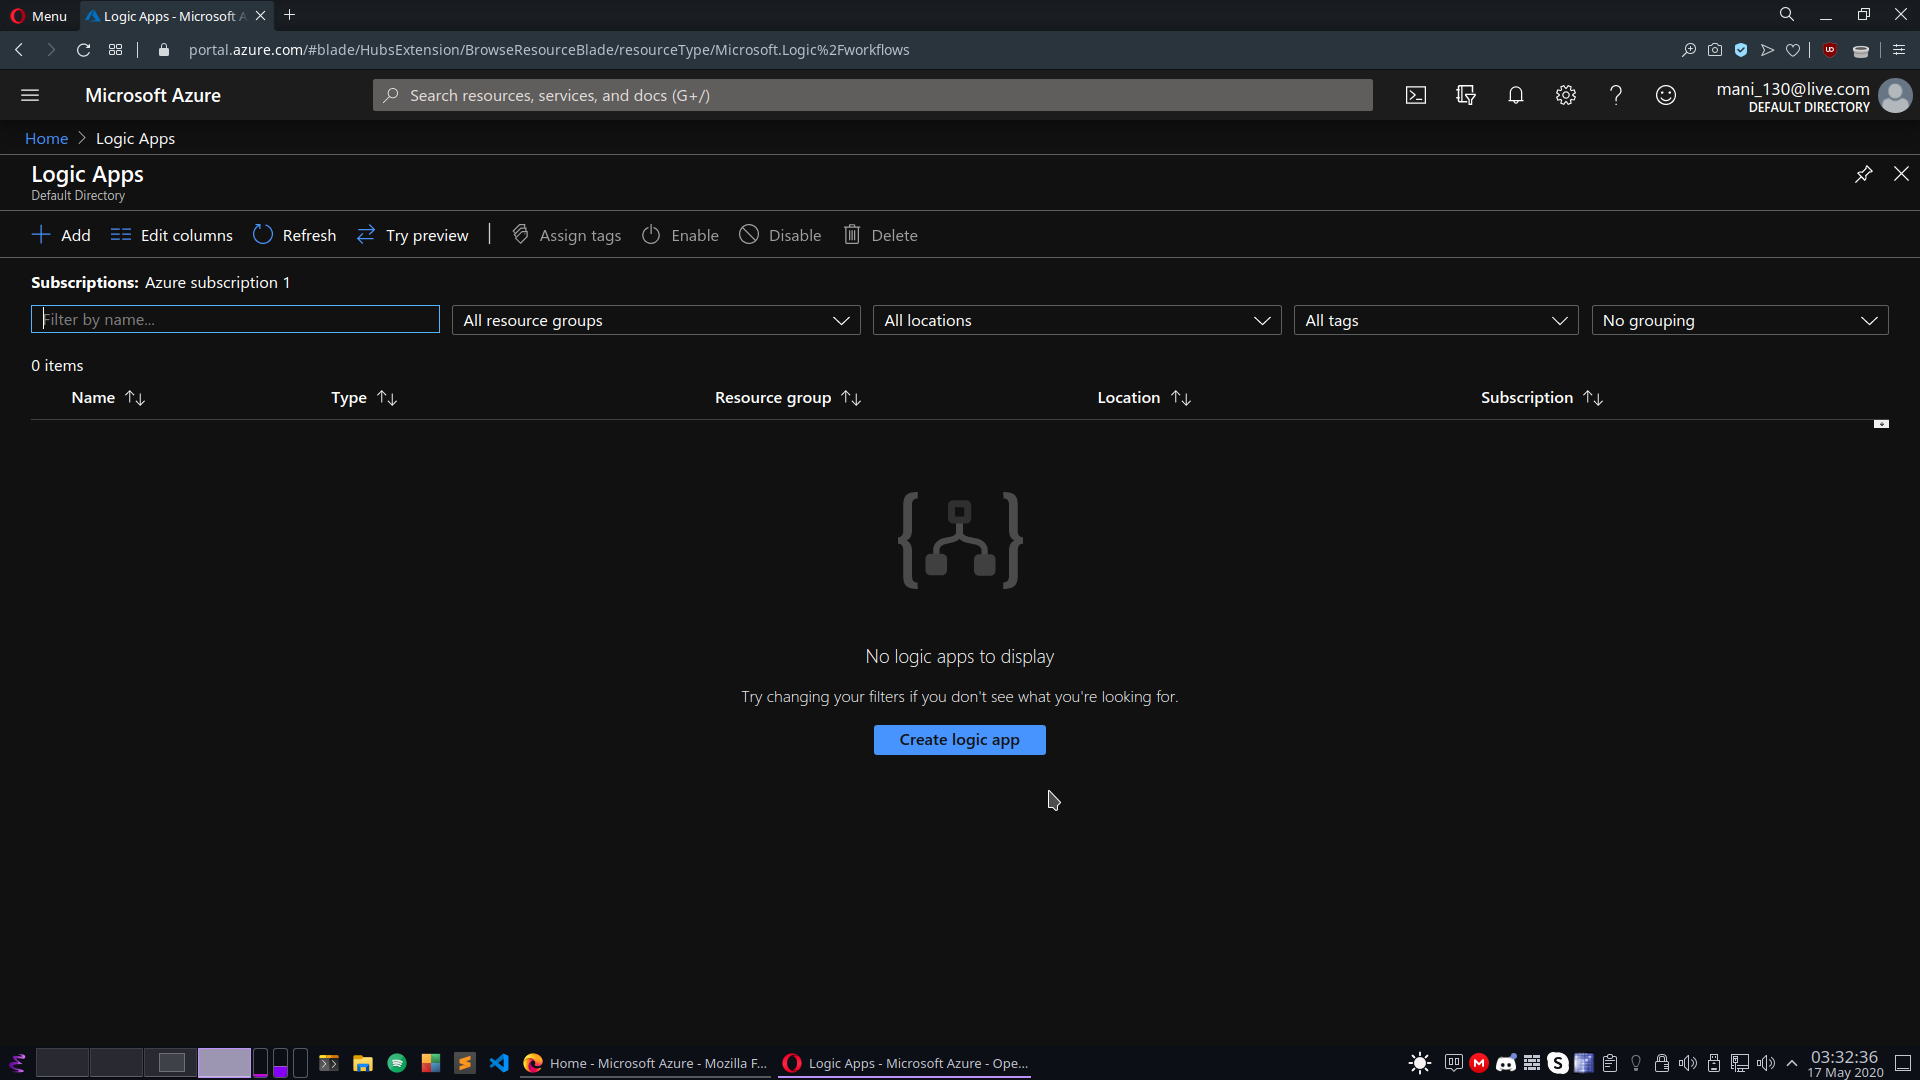 Menu
Logic Apps - Microsoft A
portal.azure.com/#blade/HubsExtension/BrowseResourceBlade/resourceType/Microsoft.Logic%2Fworkflows
Microsoft Azure
Search resources, services, and docs (G+/)
mani_130@live.com
DEFAULT DIRECTORY
Home
Logic Apps
Logic Apps
Default Directory
Add
Edit columns
Refresh
Try preview
Assign tags
Enable
Disable
Delete
Subscriptions: Azure subscription 1
Filter by name...
All resource groups
All locations
All tags
No grouping
0 items
Name
Type
Resource group
Location
Subscription
No logic apps to display
Try changing your filters if you don't see what you're looking for.
Create logic app
Home - Microsoft Azure - Mozilla F...
Logic Apps - Microsoft Azure - Ope...
03:32:36
17 May 2020